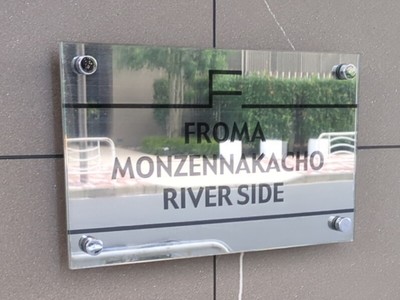 F
FROMA
MONZENNAKACHO
RIVER SIDE